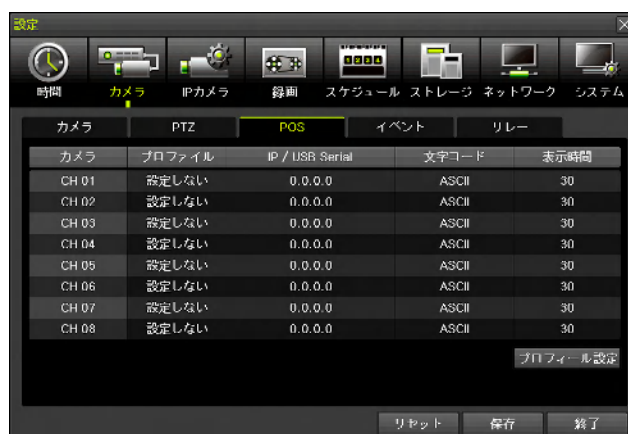 設定
時間 カメラ IPカメラ 録画 スケジュール ストレージ ネットワーク システム
カメラ PTZ POS イベント リレー
カメラ プロファイル IP / USB Serial 文字コード 表示時間
CH 01 設定しない 0.0.0.0 ASCII 30
CH 02 設定しない 0.0.0.0 ASCII 30
CH 03 設定しない 0.0.0.0 ASCII 30
CH 04 設定しない 0.0.0.0 ASCII 30
CH 05 設定しない 0.0.0.0 ASCII 30
CH 06 設定しない 0.0.0.0 ASCII 30
CH 07 設定しない 0.0.0.0 ASCII 30
CH 08 設定しない 0.0.0.0 ASCII 30
プロフィール設定
リセット 保存 終了